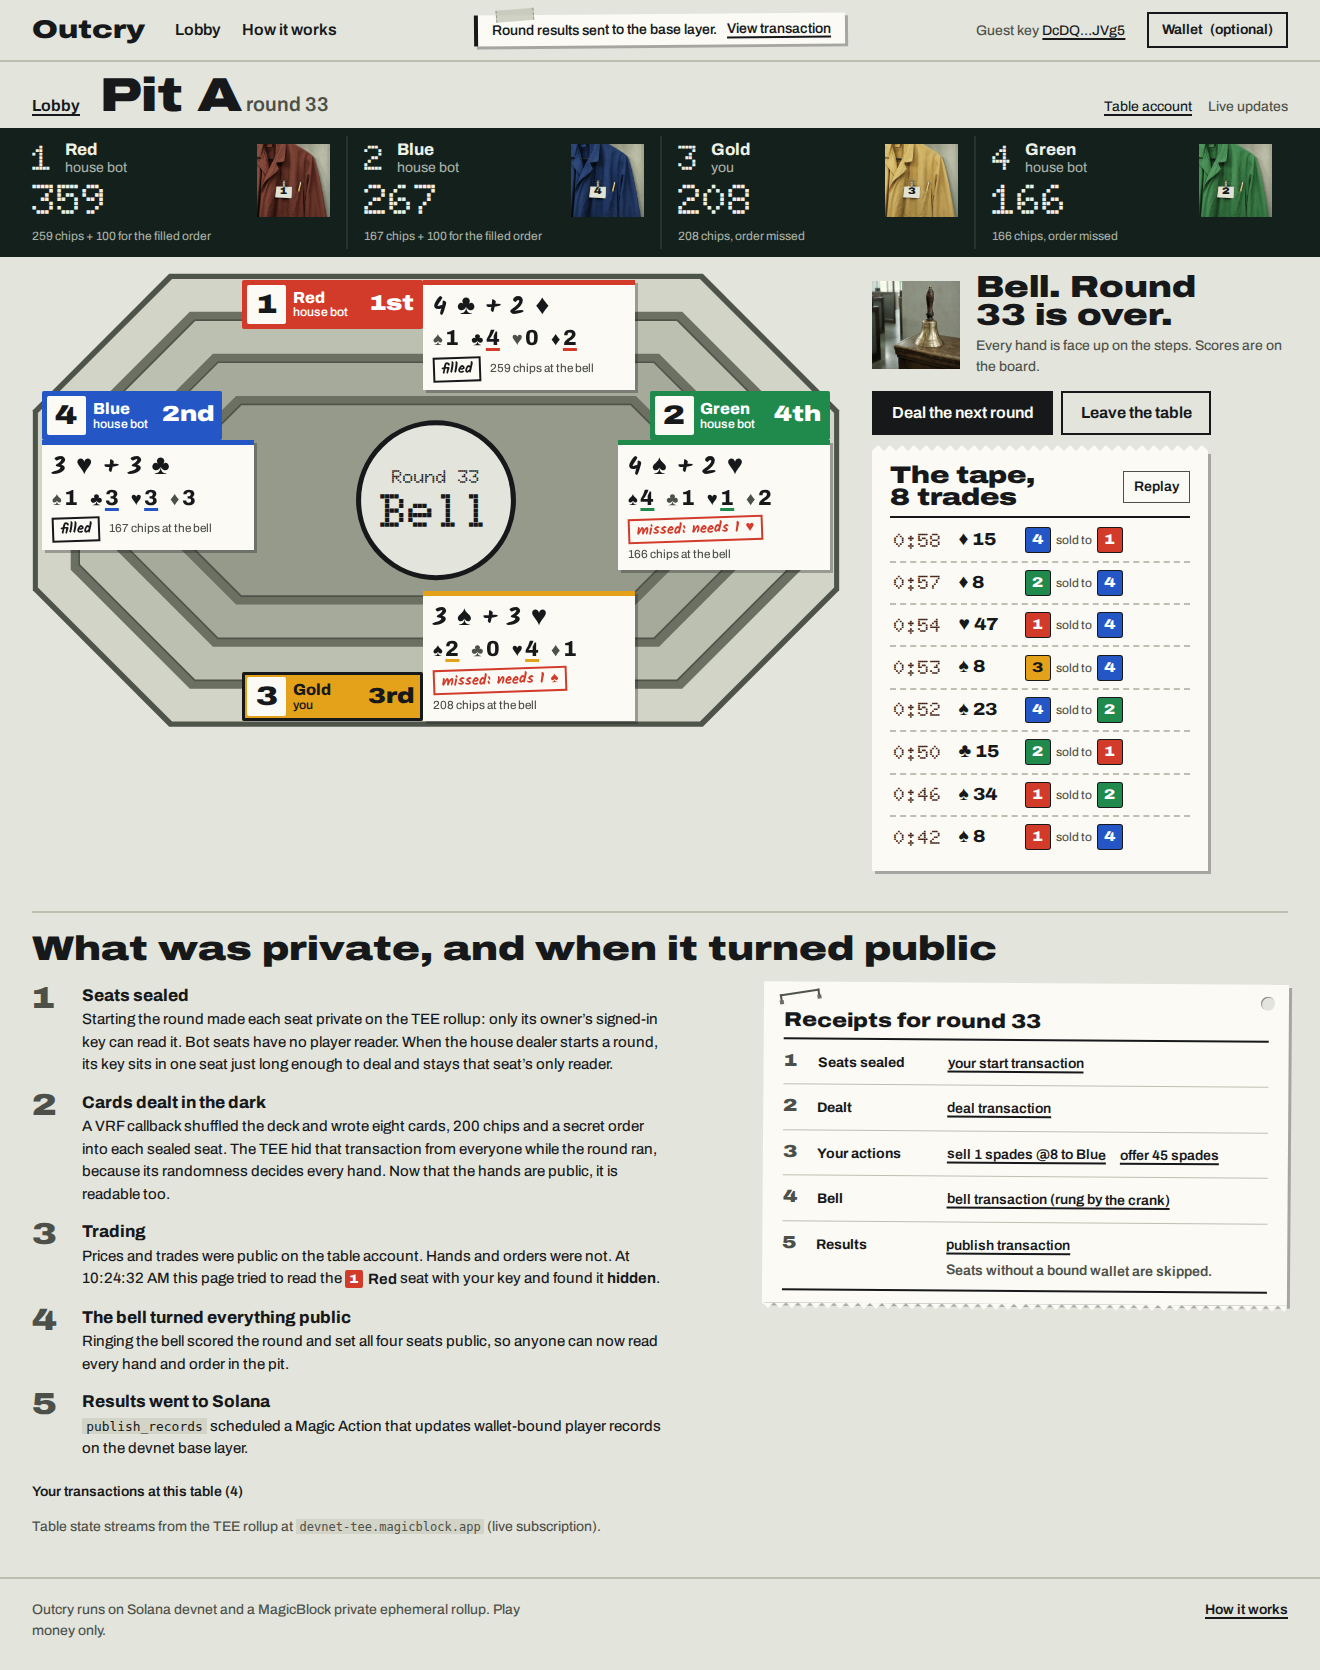 Outcry
Lobby
How it works
Round results sent to the base layer. View transaction
Guest key DcDQ...JVg5
Wallet (optional)
Lobby
Pit A round 33
Table account
Live updates
1 Red
house bot
359
259 chips + 100 for the filled order
1
2 Blue
house bot
267
167 chips + 100 for the filled order
4
3 Gold
you
208
208 chips, order missed
3
4 Green
house bot
166
166 chips, order missed
2
1 Red
house bot
1st
4 ♣ + 2 ♦
♠1 ♣4 ♥0 ♦2
filled 259 chips at the bell
4 Blue
house bot
2nd
3 ♥ + 3 ♣
♠1 ♣3 ♥3 ♦3
filled 167 chips at the bell
Round 33
Bell
2 Green
house bot
4th
4 ♠ + 2 ♥
♠4 ♣1 ♥1 ♦2
missed: needs 1 ♥
166 chips at the bell
3 Gold
you
3rd
3 ♠ + 3 ♥
♠2 ♣0 ♥4 ♦1
missed: needs 1 ♠
208 chips at the bell
Bell. Round
33 is over.
Every hand is face up on the steps. Scores are on
the board.
Deal the next round
Leave the table
The tape,
8 trades
Replay
0:58 ♦ 15 4 sold to 1
0:57 ♦ 8 2 sold to 4
0:54 ♥ 47 1 sold to 4
0:53 ♠ 8 3 sold to 4
0:52 ♠ 23 4 sold to 2
0:50 ♣ 15 2 sold to 1
0:46 ♠ 34 1 sold to 2
0:42 ♠ 8 1 sold to 4
What was private, and when it turned public
1 Seats sealed
Starting the round made each seat private on the TEE rollup: only its owner's signed-in
key can read it. Bot seats have no player reader. When the house dealer starts a round,
its key sits in one seat just long enough to deal and stays that seat's only reader.
2 Cards dealt in the dark
A VRF callback shuffled the deck and wrote eight cards, 200 chips and a secret order
into each sealed seat. The TEE hid that transaction from everyone while the round ran,
because its randomness decides every hand. Now that the hands are public, it is
readable too.
3 Trading
Prices and trades were public on the table account. Hands and orders were not. At
10:24:32 AM this page tried to read the 1 Red seat with your key and found it hidden.
4 The bell turned everything public
Ringing the bell scored the round and set all four seats public, so anyone can now read
every hand and order in the pit.
5 Results went to Solana
publish_records scheduled a Magic Action that updates wallet-bound player records
on the devnet base layer.
Your transactions at this table (4)
Table state streams from the TEE rollup at devnet-tee.magicblock.app (live subscription).
Receipts for round 33
1 Seats sealed your start transaction
2 Dealt deal transaction
3 Your actions sell 1 spades @8 to Blue offer 45 spades
4 Bell bell transaction (rung by the crank)
5 Results publish transaction
Seats without a bound wallet are skipped.
Outcry runs on Solana devnet and a MagicBlock private ephemeral rollup. Play
money only.
How it works